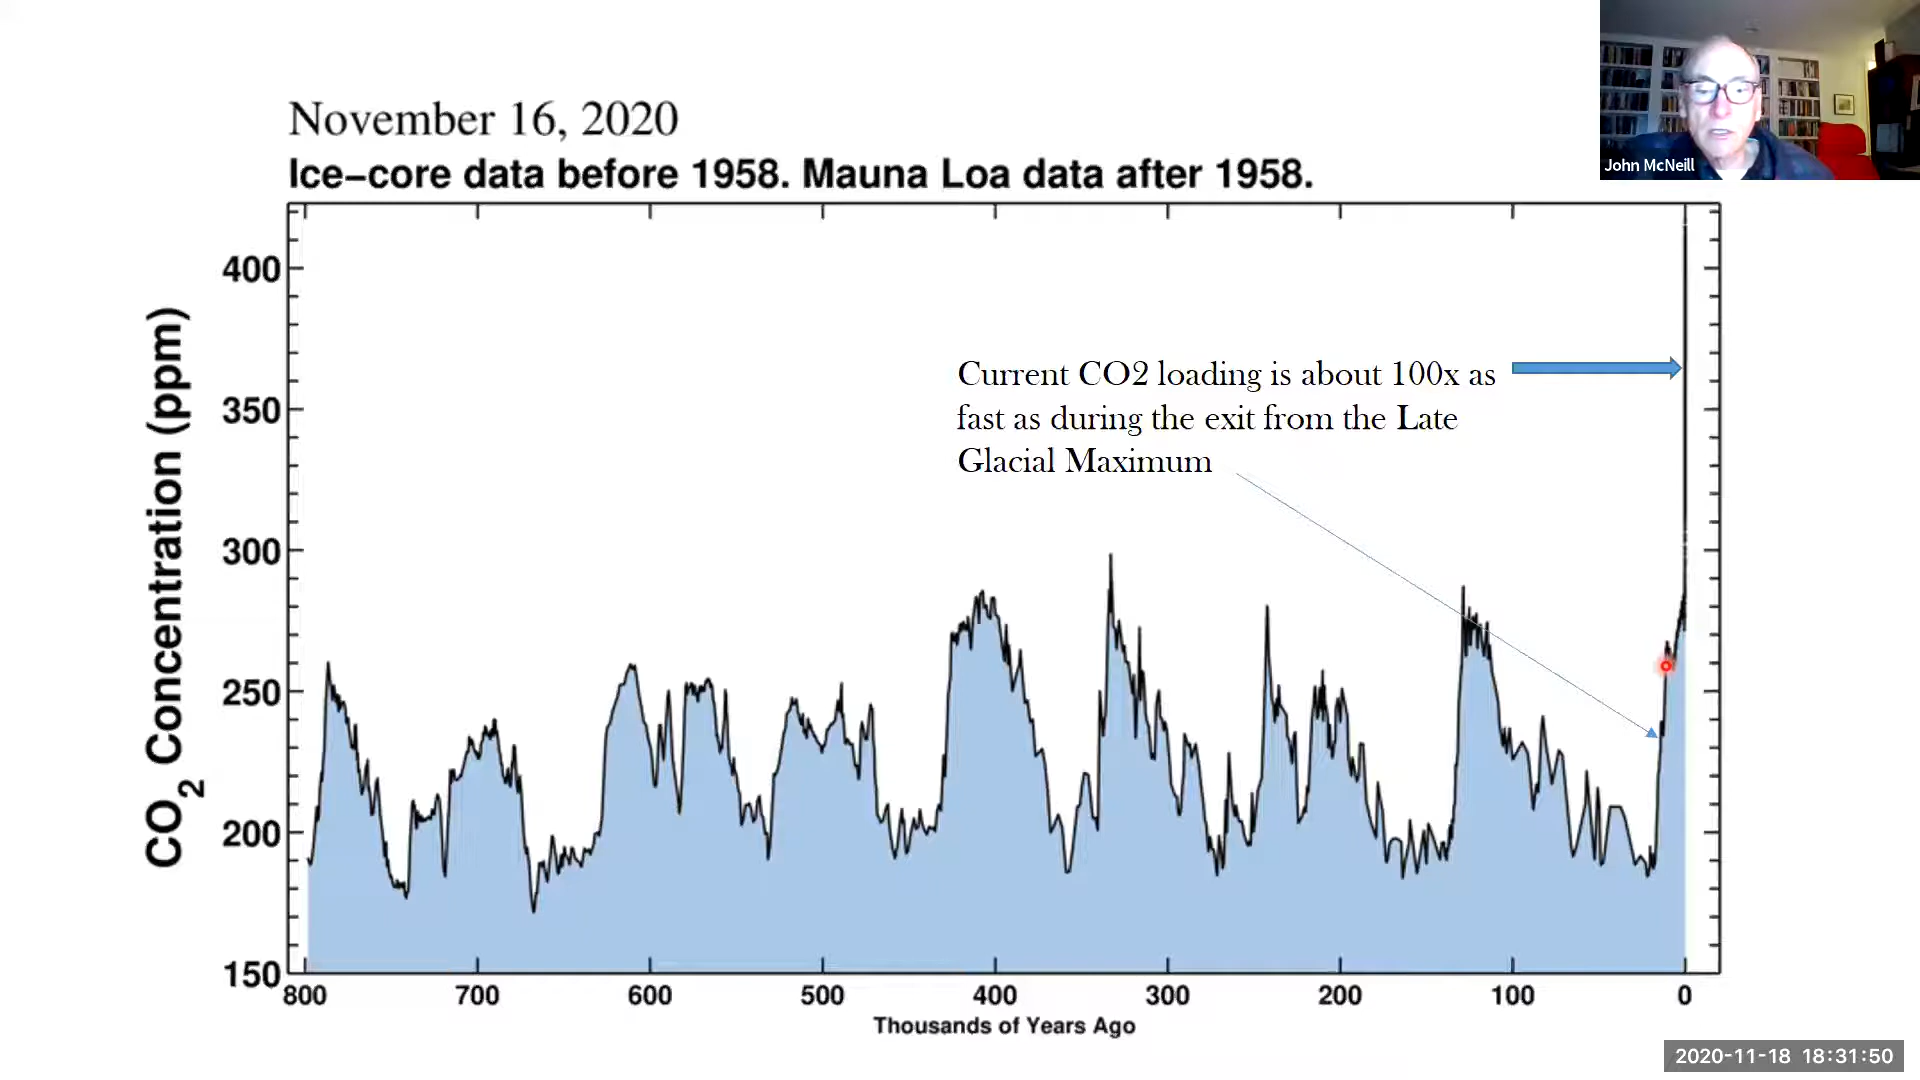 November 16, 2020
Ice-core data before 1958. Mauna Loa data after 1958.
John McNeill
CO2 Concentration (ppm)
400
350
300
250
200
150
Current CO2 loading is about 100x as
fast as during the exit from the Late
Glacial Maximum
800 700 600 500 400 300 200 100 0
Thousands of Years Ago
2020-11-18 18:31:50